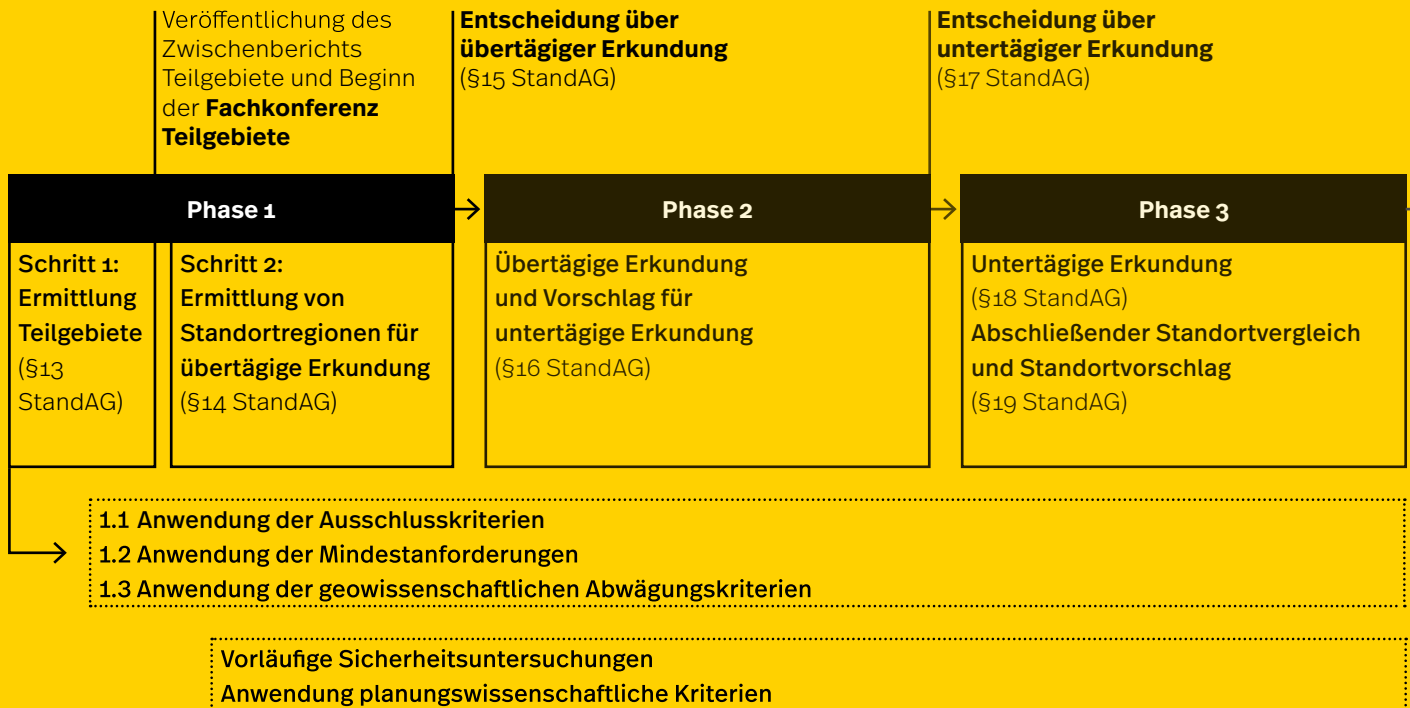 Veröffentlichung des
Zwischenberichts
Teilgebiete und Beginn
der Fachkonferenz
Teilgebiete
Entscheidung über
übertägiger Erkundung
(§15 StandAG)
Entscheidung über
untertägiger Erkundung
(§17 StandAG)
Phase 1
Phase 2
Phase 3
Schritt 1:
Ermittlung
Teilgebiete
(§13
StandAG)
Schritt 2:
Ermittlung von
Standortregionen für
übertägige Erkundung
(§14 StandAG)
Übertägige Erkundung
und Vorschlag für
untertägige Erkundung
(§16 StandAG)
Untertägige Erkundung
(§18 StandAG)
Abschließender Standortvergleich
und Standortvorschlag
(§19 StandAG)
1.1 Anwendung der Ausschlusskriterien
1.2 Anwendung der Mindestanforderungen
1.3 Anwendung der geowissenschaftlichen Abwägungskriterien
Vorläufige Sicherheitsuntersuchungen
Anwendung planungswissenschaftliche Kriterien